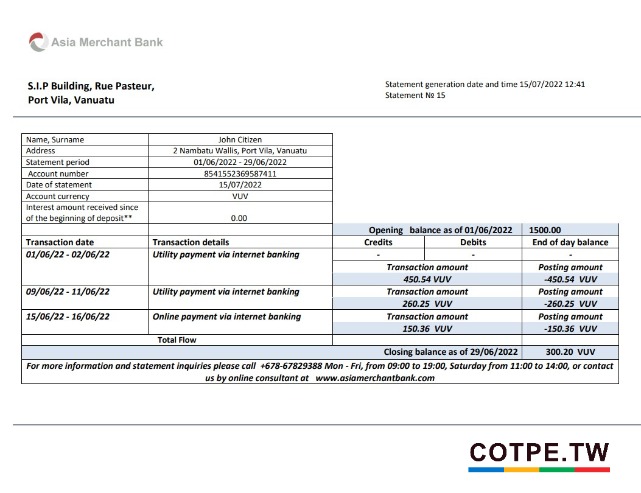 Asia Merchant Bank
S.I.P Building, Rue Pasteur,
Port Vila, Vanuatu
Statement generation date and time 15/07/2022 12:41
Statement № 15
Name, Surname John Citizen
Address 2 Nambatu Wallis, Port Vila, Vanuatu
Statement period 01/06/2022 - 29/06/2022
Account number 8541552369587411
Date of statement 15/07/2022
Account currency VUV
Interest amount received since
of the beginning of deposit** 0.00
Opening balance as of 01/06/2022 1500.00
Transaction date Transaction details Credits Debits End of day balance
01/06/22 - 02/06/22 Utility payment via internet banking - - -
Transaction amount Posting amount
450.54 VUV -450.54 VUV
09/06/22 - 11/06/22 Utility payment via internet banking Transaction amount Posting amount
260.25 VUV -260.25 VUV
15/06/22 - 16/06/22 Online payment via internet banking Transaction amount Posting amount
150.36 VUV -150.36 VUV
Total Flow
Closing balance as of 29/06/2022 300.20 VUV
For more information and statement inquiries please call +678-67829388 Mon - Fri, from 09:00 to 19:00, Saturday from 11:00 to 14:00, or contact
us by online consultant at www.asiamerchantbank.com
COTPE.TW